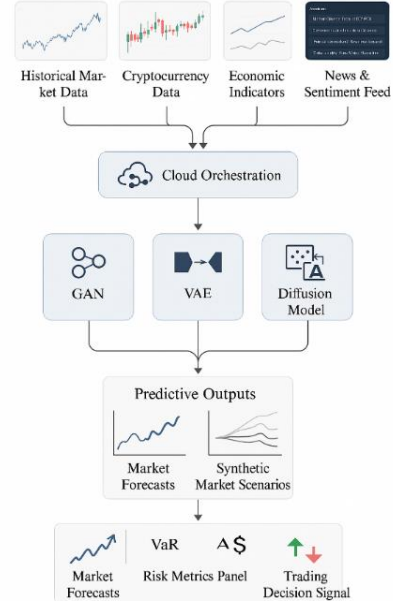 Historical Mar-
ket Data
Cryptocurrency
Data
Economic
Indicators
News &
Sentiment Feed
Cloud Orchestration
GAN
VAE
A
Diffusion
Model
Predictive Outputs
Market
Forecasts
Synthetic
Market Scenarios
Market
Forecasts
VaR
A$
Risk Metrics Panel
Trading
Decision Signal